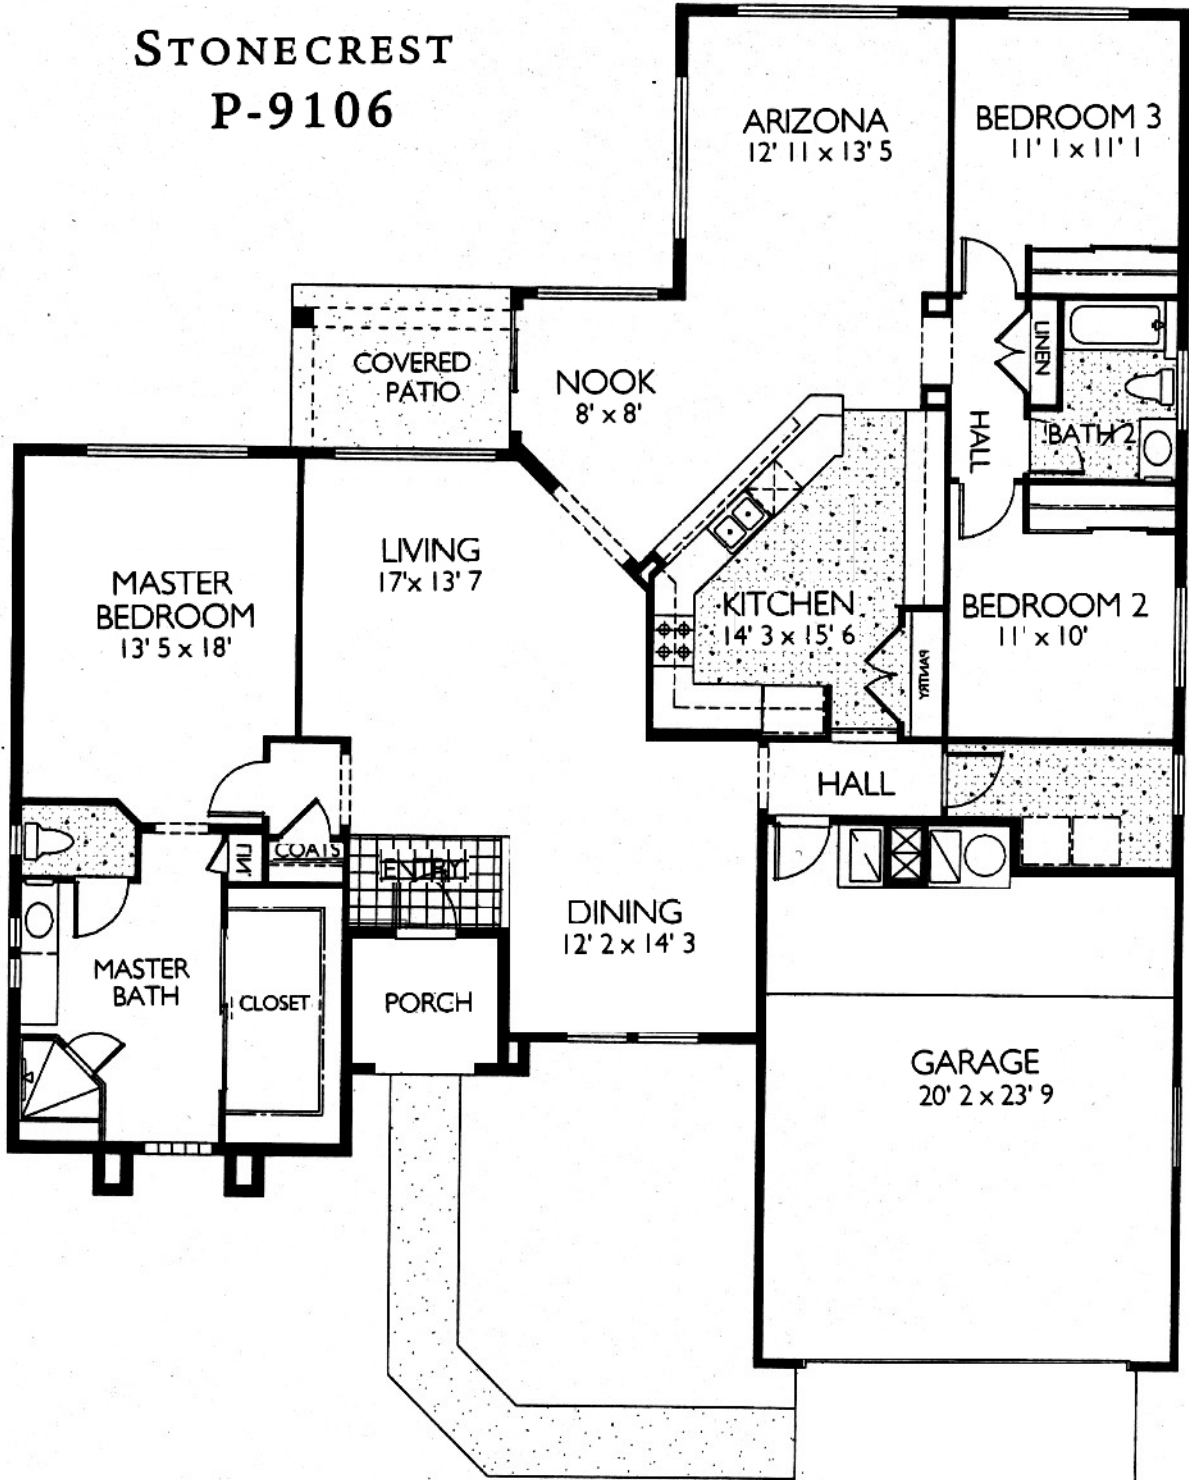 STONECREST
P-9106
ARIZONA
12' 11 x 13' 5
BEDROOM 3
11' 1 x 11' 1
COVERED
PATIO
NOOK
8' x 8'
LINEN
HALL
BATH 2
LIVING
17' x 13' 7
MASTER
BEDROOM
13' 5 x 18'
KITCHEN
14' 3 x 15' 6
PANTRY
BEDROOM 2
11' x 10'
HALL
LIN.
COATS
ENTRY
DINING
12' 2 x 14' 3
MASTER
BATH
CLOSET
PORCH
GARAGE
20' 2 x 23' 9